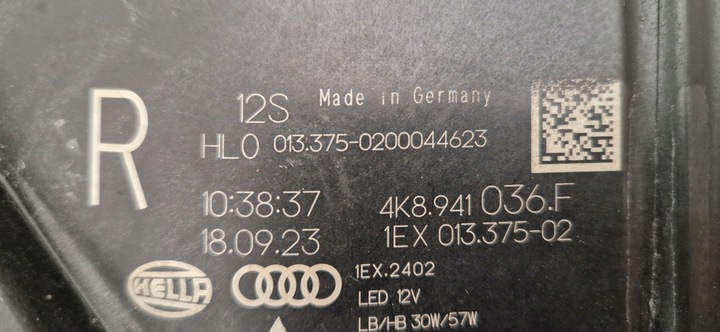 R
12S Made in Germany
HLO 013.375-0200044623
10:38:37 4K8.941 036.F
18.09.23 1EX 013.375-02
HELLA
1EX.2402
LED 12V
LB/HB 30W/57W